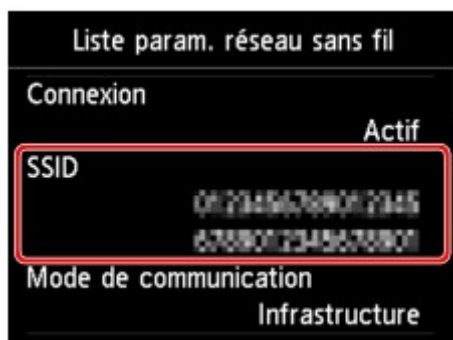 Liste param. réseau sans fil
Connexion
Actif
SSID
Mode de communication
Infrastructure